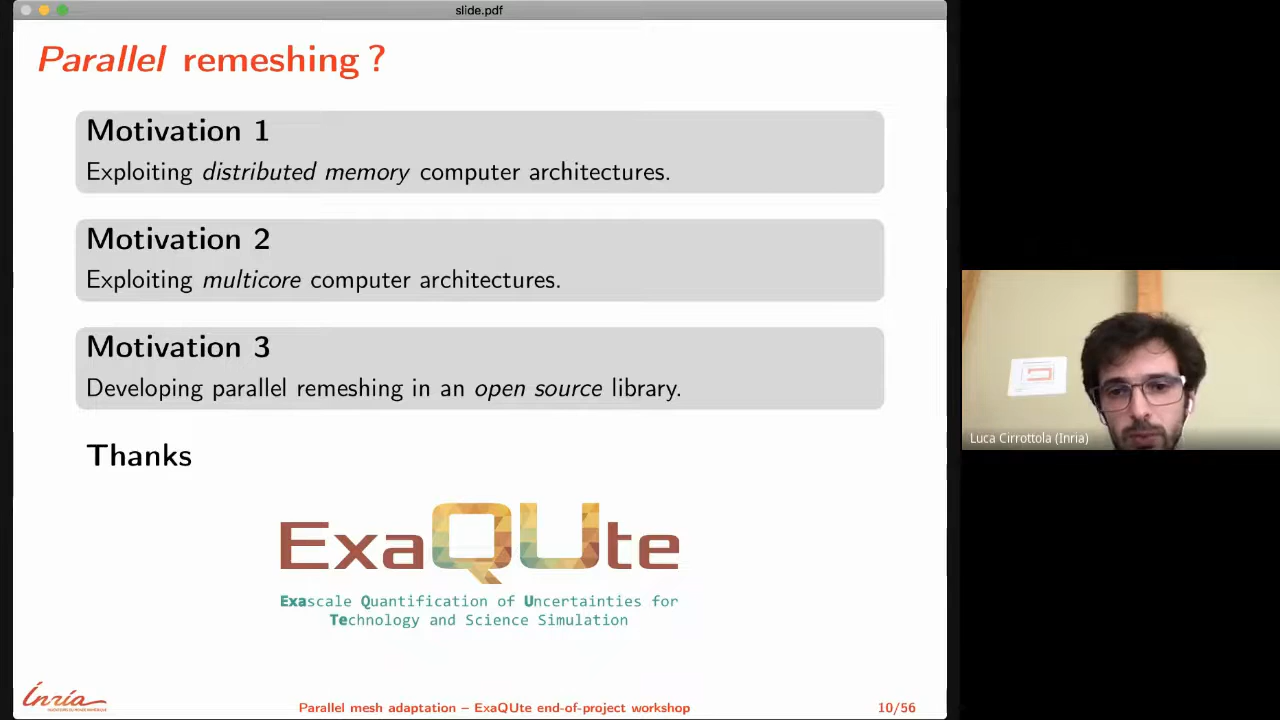 slide.pdf
Parallel remeshing ?
Motivation 1
Exploiting distributed memory computer architectures.
Motivation 2
Exploiting multicore computer architectures.
Motivation 3
Developing parallel remeshing in an open source library.
Thanks
ExaQUte
Exascale Quantification of Uncertainties for
Technology and Science Simulation
Inria
Parallel mesh adaptation – ExaQUte end-of-project workshop
10/56
Luca Cirrottola (Inria)